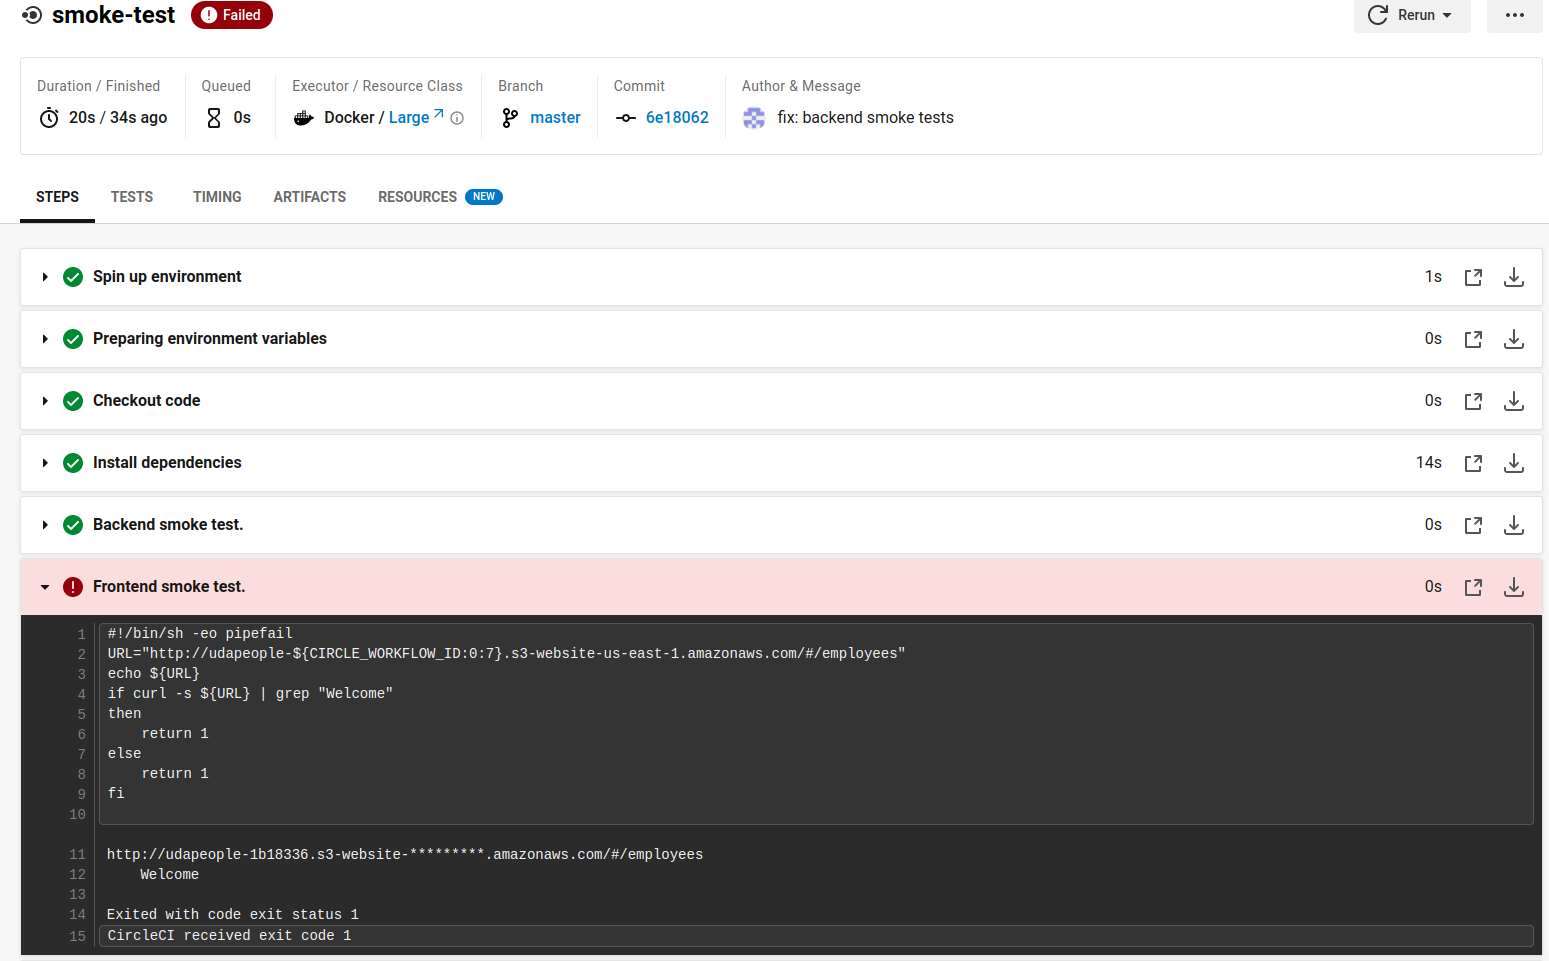 smoke-test
Failed
Rerun
Duration / Finished
Queued
Executor / Resource Class
Branch
Commit
Author & Message
20s / 34s ago
0s
Docker / Large
master
6e18062
fix: backend smoke tests
STEPS
TESTS
TIMING
ARTIFACTS
RESOURCES
NEW
Spin up environment
1s
Preparing environment variables
0s
Checkout code
0s
Install dependencies
14s
Backend smoke test.
0s
Frontend smoke test.
0s
1 #!/bin/sh -eo pipefail
2 URL="http://udapeople-${CIRCLE_WORKFLOW_ID:0:7}.s3-website-us-east-1.amazonaws.com/#/employees"
3 echo ${URL}
4 if curl -s ${URL} | grep "Welcome"
5 then
6     return 1
7 else
8     return 1
9 fi
10
11 http://udapeople-1b18336.s3-website-*********.amazonaws.com/#/employees
12     Welcome
13
14 Exited with code exit status 1
15 CircleCI received exit code 1